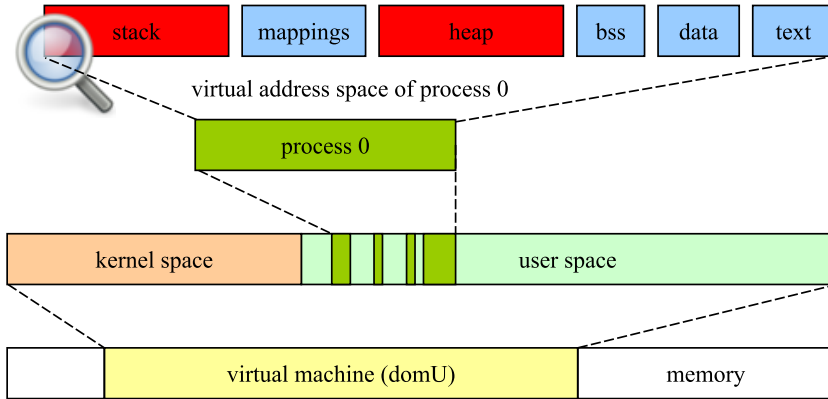 stack mappings heap bss data text
virtual address space of process 0
process 0
kernel space user space
virtual machine (domU) memory